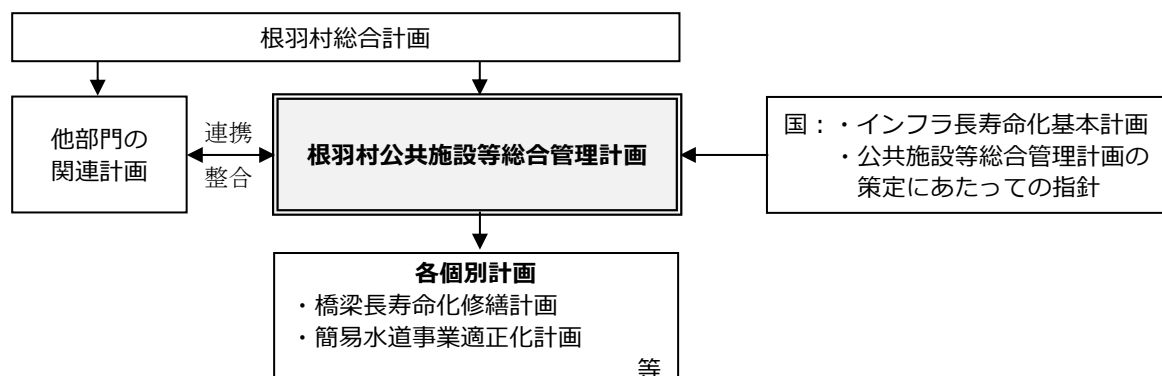 根羽村総合計画
他部門の
関連計画
連携
整合
根羽村公共施設等総合管理計画
国：・インフラ長寿命化基本計画
・公共施設等総合管理計画の
策定にあたっての指針
各個別計画
・橋梁長寿命化修繕計画
・簡易水道事業適正化計画
等